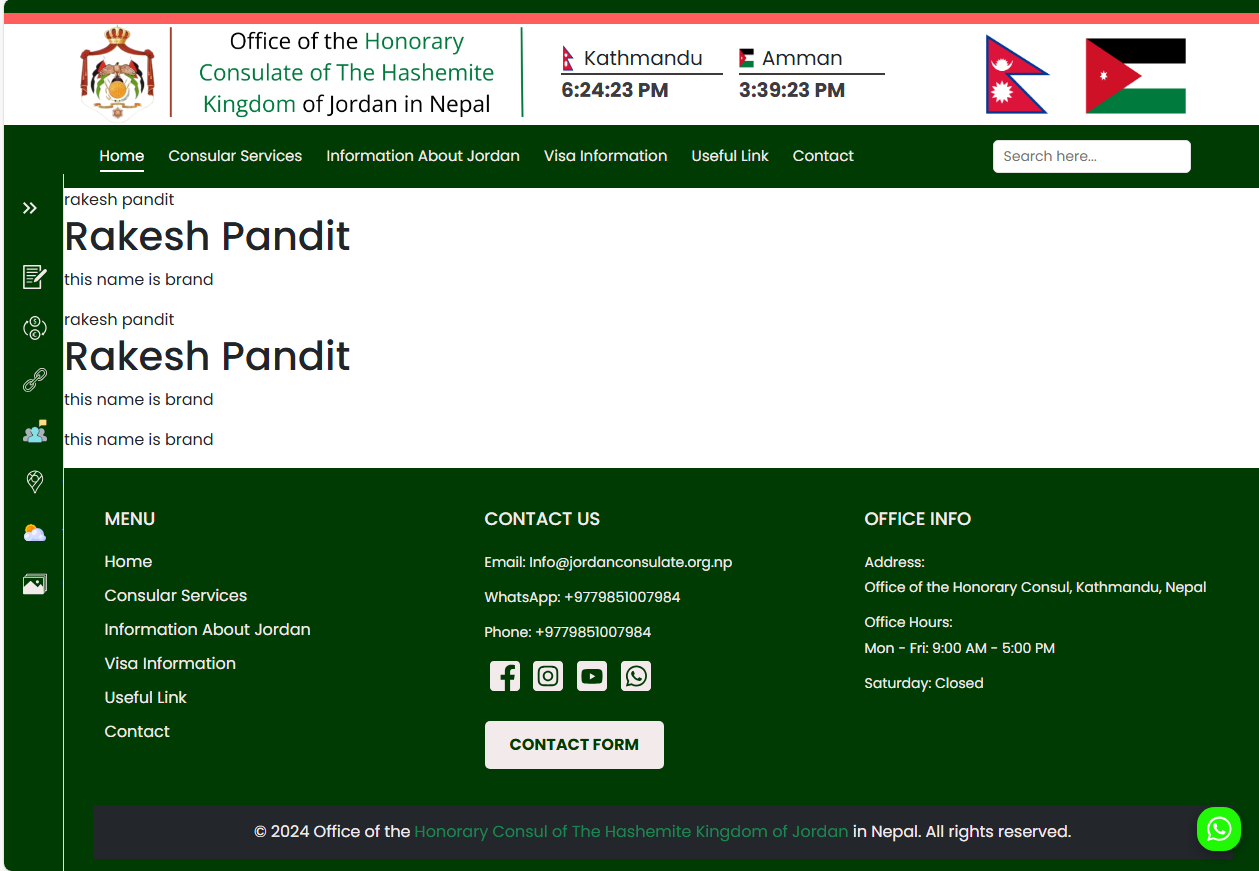 Office of the Honorary
Consulate of The Hashemite
Kingdom of Jordan in Nepal
Kathmandu
6:24:23 PM
Amman
3:39:23 PM
Home Consular Services Information About Jordan Visa Information Useful Link Contact
Search here...
rakesh pandit
Rakesh Pandit
this name is brand
rakesh pandit
Rakesh Pandit
this name is brand
this name is brand
MENU
Home
Consular Services
Information About Jordan
Visa Information
Useful Link
Contact
CONTACT US
Email: Info@jordanconsulate.org.np
WhatsApp: +9779851007984
Phone: +9779851007984
CONTACT FORM
OFFICE INFO
Address:
Office of the Honorary Consul, Kathmandu, Nepal
Office Hours:
Mon - Fri: 9:00 AM - 5:00 PM
Saturday: Closed
© 2024 Office of the Honorary Consul of The Hashemite Kingdom of Jordan in Nepal. All rights reserved.